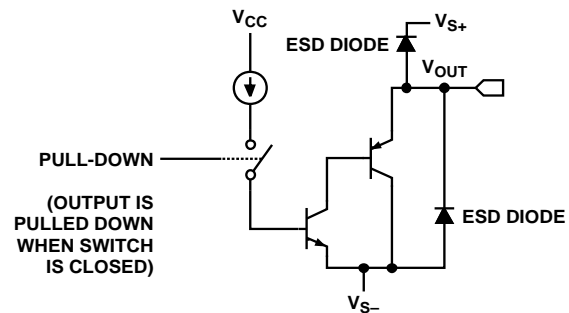 VCC
ESD DIODE
VS+
VOUT
PULL-DOWN
(OUTPUT IS
PULLED DOWN
WHEN SWITCH
IS CLOSED)
ESD DIODE
VS–